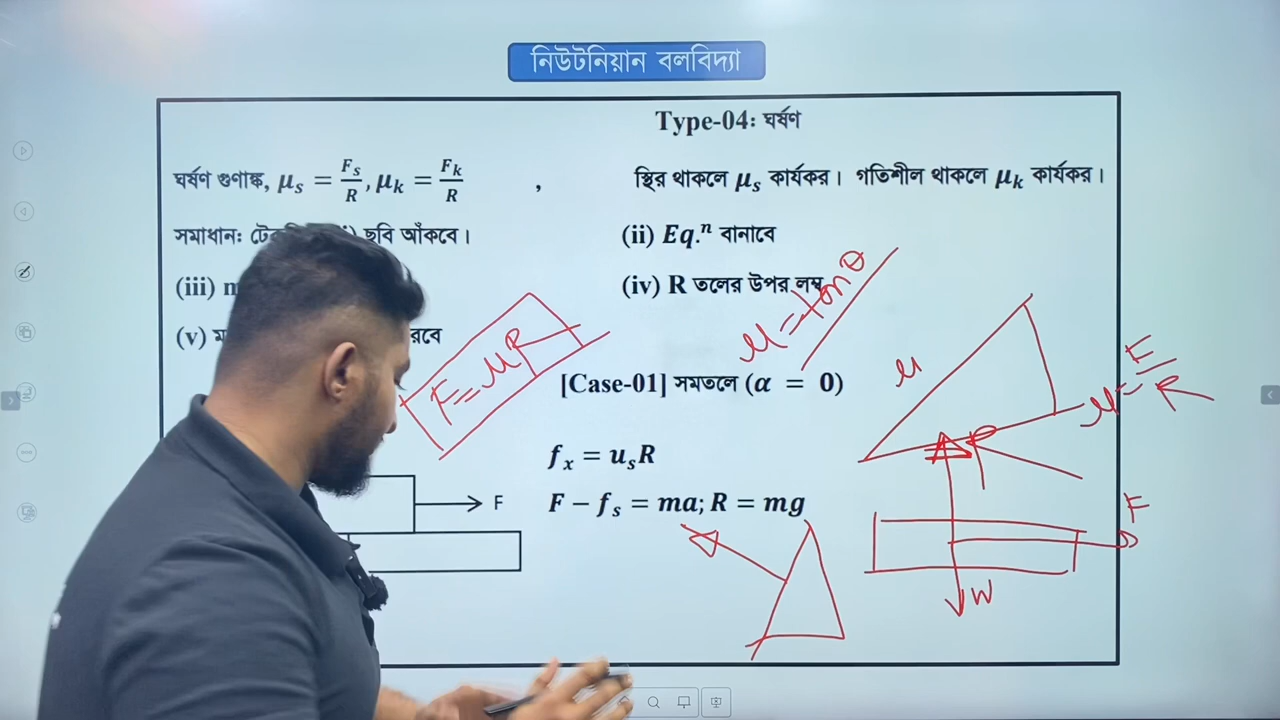 নিউটনিয়ান বলবিদ্যা
Type-04: ঘর্ষণ
ঘর্ষণ গুণাঙ্ক, μₛ = Fₛ/R, μₖ = Fₖ/R , স্থির থাকলে μₛ কার্যকর। গতিশীল থাকলে μₖ কার্যকর।
সমাধান: ছবি আঁকবে। (ii) Eq.ⁿ বানাবে
(iii) (iv) R তলের উপর লম্ব
(v) রবে
μ = tanθ
F = μR
μ
μ = F/R
[Case-01] সমতলে (α = 0)
fₓ = uₛR
R
F
F − fₛ = ma; R = mg
F
W